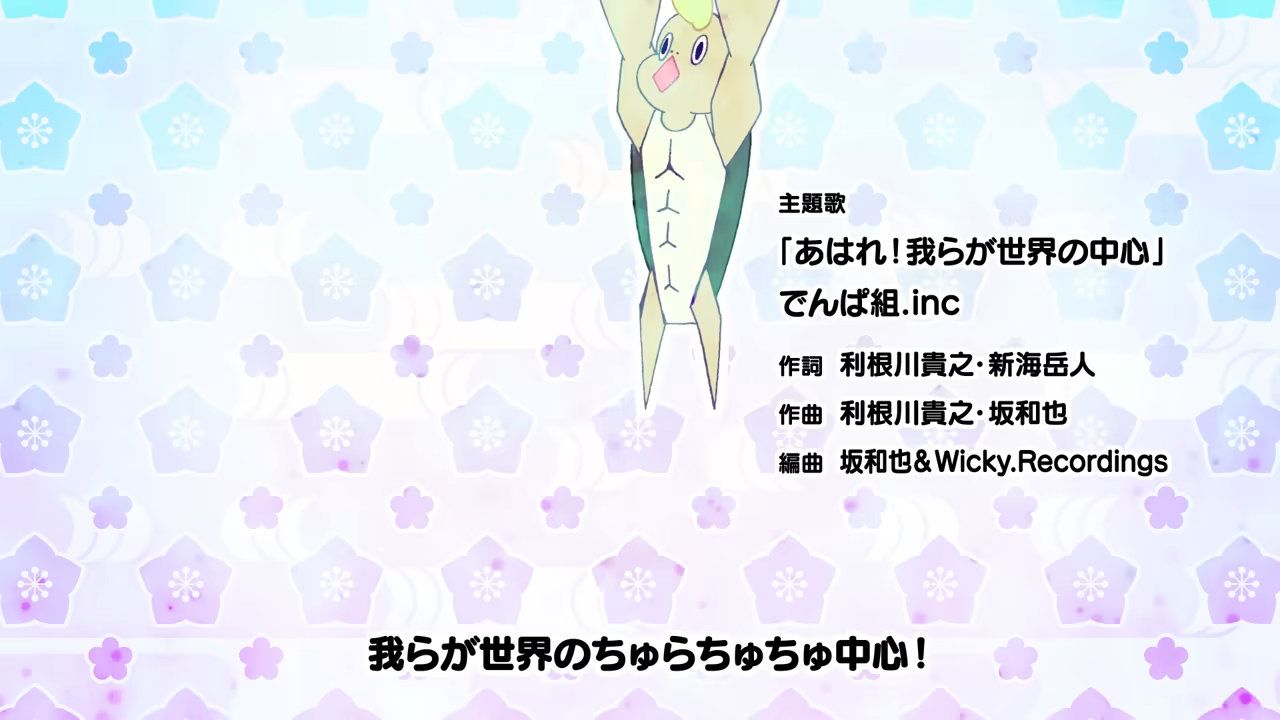 主題歌
「あはれ!我らが世界の中心」
でんぱ組.inc
作詞 利根川貴之・新海岳人
作曲 利根川貴之・坂和也
編曲 坂和也&Wicky.Recordings
我らが世界のちゅらちゅちゅ中心!